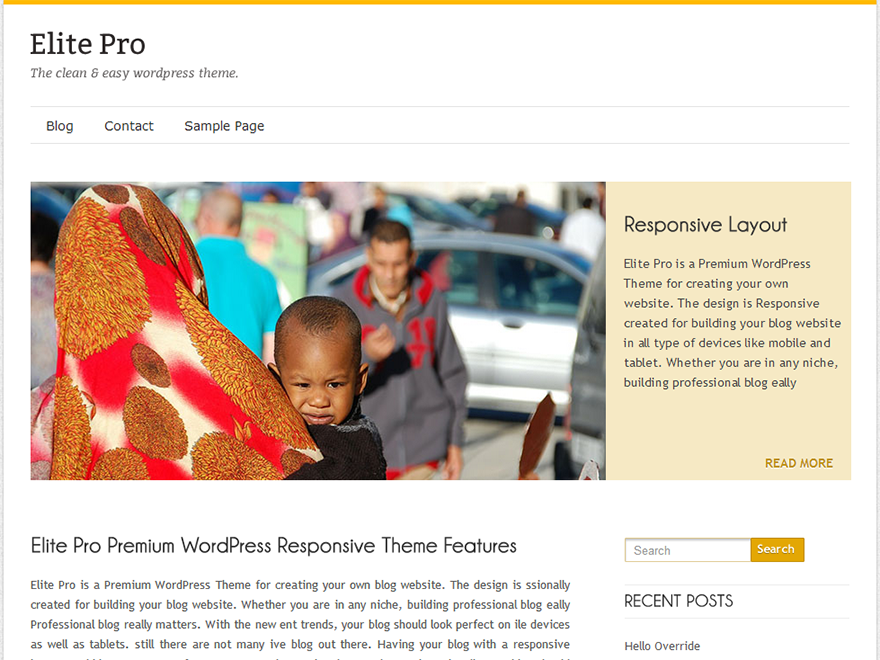 Elite Pro
The clean & easy wordpress theme.
Blog Contact Sample Page
Responsive Layout
Elite Pro is a Premium WordPress
Theme for creating your own
website. The design is Responsive
created for building your blog website
in all type of devices like mobile and
tablet. Whether you are in any niche,
building professional blog eally
READ MORE
Elite Pro Premium WordPress Responsive Theme Features
Elite Pro is a Premium WordPress Theme for creating your own blog website. The design is ssionally
created for building your blog website. Whether you are in any niche, building professional blog eally
Professional blog really matters. With the new ent trends, your blog should look perfect on ile devices
as well as tablets. still there are not many ive blog out there. Having your blog with a responsive
Search Search
RECENT POSTS
Hello Override